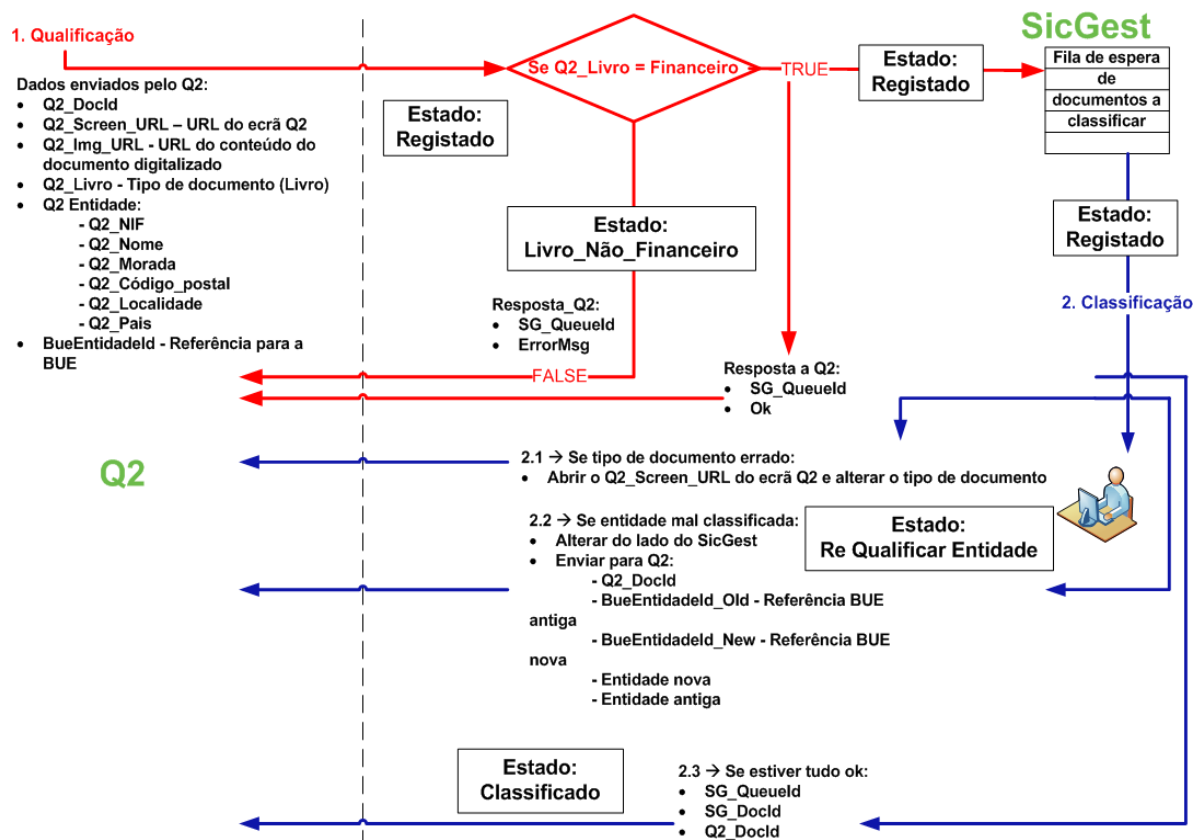 1. Qualificação
Dados enviados pelo Q2:
• Q2_DocId
• Q2_Screen_URL – URL do ecrã Q2
• Q2_Img_URL - URL do conteúdo do
documento digitalizado
• Q2_Livro - Tipo de documento (Livro)
• Q2 Entidade:
- Q2_NIF
- Q2_Nome
- Q2_Morada
- Q2_Código_postal
- Q2_Localidade
- Q2_Pais
• BueEntidadeId - Referência para a
BUE
Estado:
Registado
Se Q2_Livro = Financeiro
TRUE
Estado:
Registado
SicGest
Fila de espera
de
documentos a
classificar
Estado:
Livro_Não_Financeiro
Resposta_Q2:
• SG_QueueId
• ErrorMsg
FALSE
Resposta a Q2:
• SG_QueueId
• Ok
Estado:
Registado
2. Classificação
Q2
2.1 → Se tipo de documento errado:
• Abrir o Q2_Screen_URL do ecrã Q2 e alterar o tipo de documento
2.2 → Se entidade mal classificada:
• Alterar do lado do SicGest
• Enviar para Q2:
- Q2_DocId
- BueEntidadeId_Old - Referência BUE
antiga
- BueEntidadeId_New - Referência BUE
nova
- Entidade nova
- Entidade antiga
Estado:
Re Qualificar Entidade
Estado:
Classificado
2.3 → Se estiver tudo ok:
• SG_QueueId
• SG_DocId
• Q2_DocId